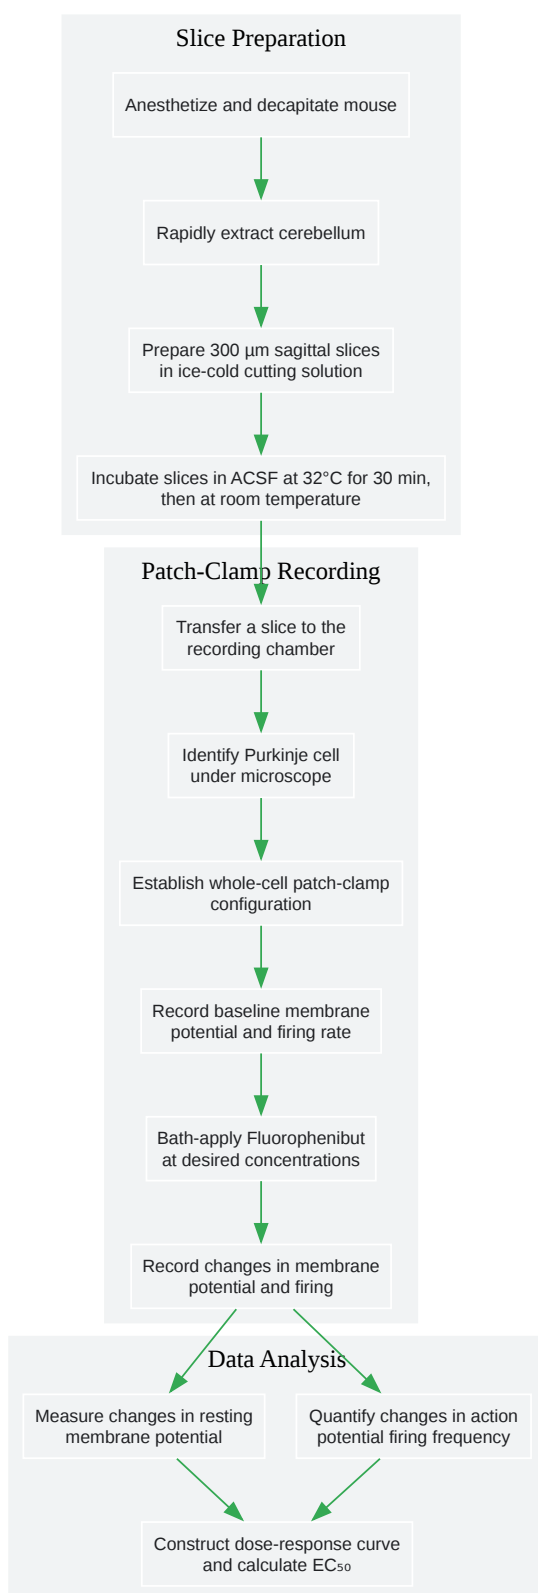 Slice Preparation
Anesthetize and decapitate mouse
Rapidly extract cerebellum
Prepare 300 µm sagittal slices
in ice-cold cutting solution
Incubate slices in ACSF at 32°C for 30 min,
then at room temperature
Patch-Clamp Recording
Transfer a slice to the
recording chamber
Identify Purkinje cell
under microscope
Establish whole-cell patch-clamp
configuration
Record baseline membrane
potential and firing rate
Bath-apply Fluorophenibut
at desired concentrations
Record changes in membrane
potential and firing
Data Analysis
Measure changes in resting
membrane potential
Quantify changes in action
potential firing frequency
Construct dose-response curve
and calculate EC₅₀